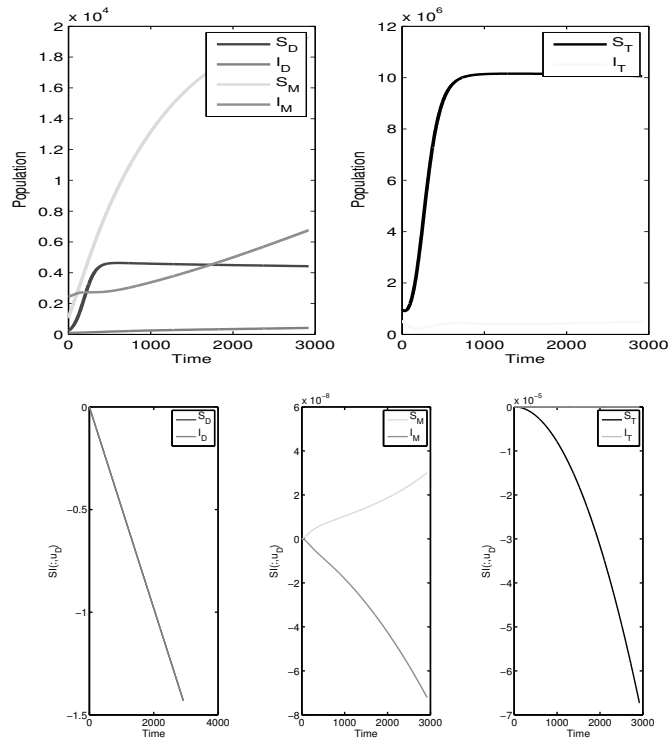 x 10⁴
2
1.8
1.6
1.4
1.2
1
0.8
0.6
0.4
0.2
0
0 1000 2000 3000
Time
Population
S_D
I_D
S_M
I_M
x 10⁶
12
10
8
6
4
2
0
0 1000 2000 3000
Time
Population
S_T
I_T
0
−0.5
−1
−1.5
0 2000 4000
Time
SI(:,u_D)
S_D
I_D
x 10⁻⁸
6
4
2
0
−2
−4
−6
−8
0 1000 2000 3000
Time
SI(:,u_D)
S_M
I_M
x 10⁻⁵
0
−1
−2
−3
−4
−5
−6
−7
0 1000 2000 3000
Time
SI(:,u_D)
S_T
I_T